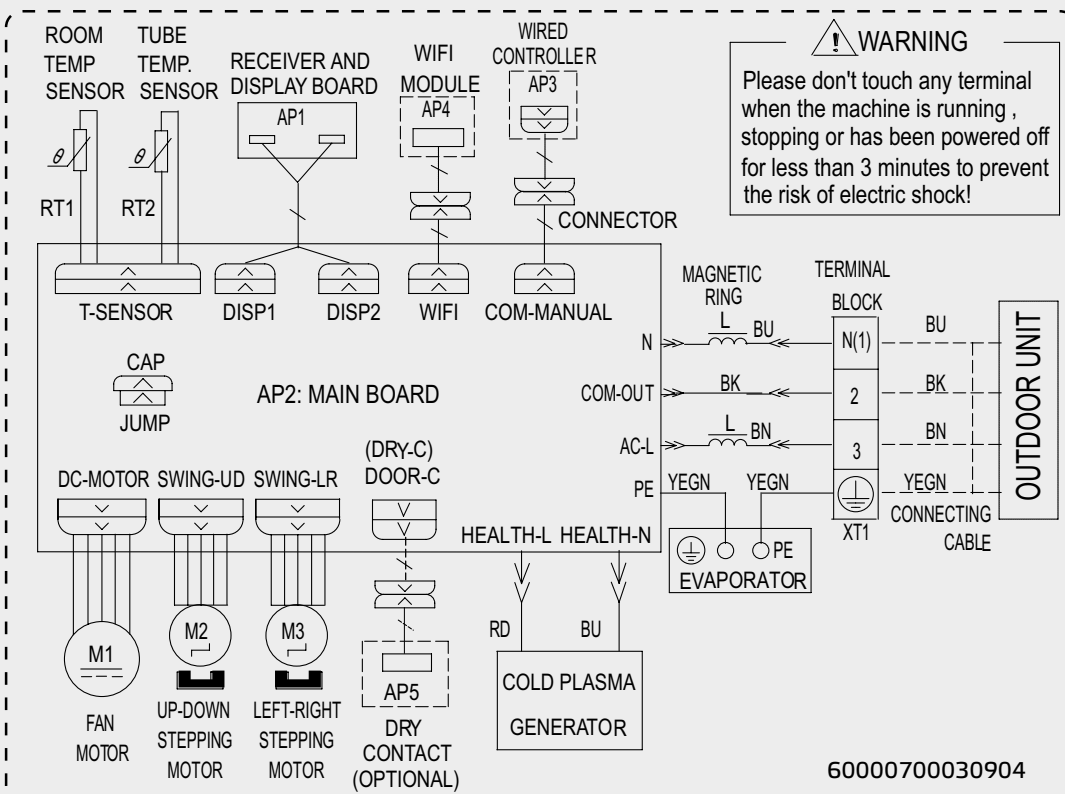 ROOM
TEMP
SENSOR
TUBE
TEMP.
SENSOR
RECEIVER AND
DISPLAY BOARD
AP1
WIFI
MODULE
AP4
WIRED
CONTROLLER
AP3
WARNING
Please don't touch any terminal
when the machine is running ,
stopping or has been powered off
for less than 3 minutes to prevent
the risk of electric shock!
θ
θ
RT1
RT2
CONNECTOR
T-SENSOR
DISP1
DISP2
WIFI
COM-MANUAL
CAP
JUMP
AP2: MAIN BOARD
MAGNETIC
RING
TERMINAL
BLOCK
N
L
BU
N(1)
BU
COM-OUT
BK
2
BK
AC-L
L
BN
3
BN
PE
YEGN
YEGN
YEGN
XT1
CONNECTING
CABLE
OUTDOOR UNIT
PE
EVAPORATOR
DC-MOTOR
SWING-UD
SWING-LR
(DRY-C)
DOOR-C
HEALTH-L
HEALTH-N
M1
M2
M3
AP5
RD
BU
FAN
MOTOR
UP-DOWN
STEPPING
MOTOR
LEFT-RIGHT
STEPPING
MOTOR
DRY
CONTACT
(OPTIONAL)
COLD PLASMA
GENERATOR
60000700030904